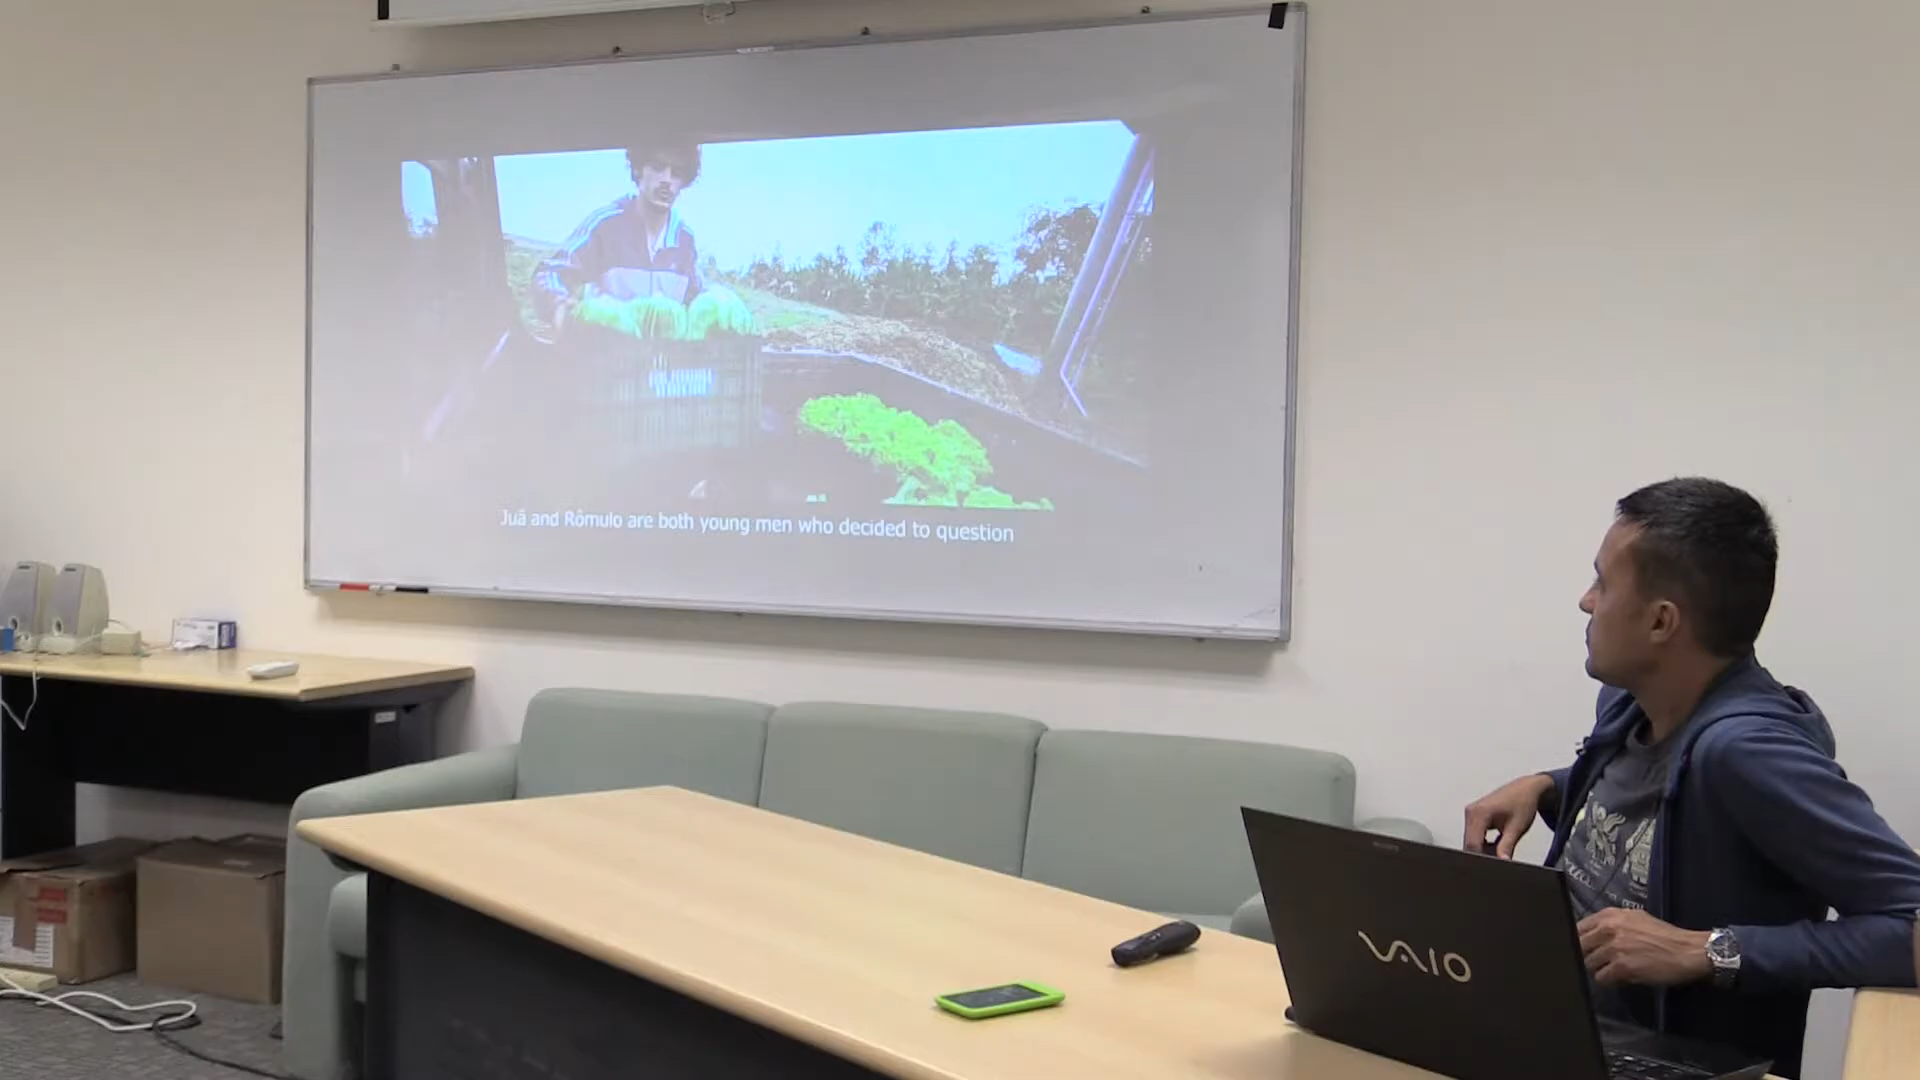 Juã and Rômulo are both young men who decided to question
VAIO